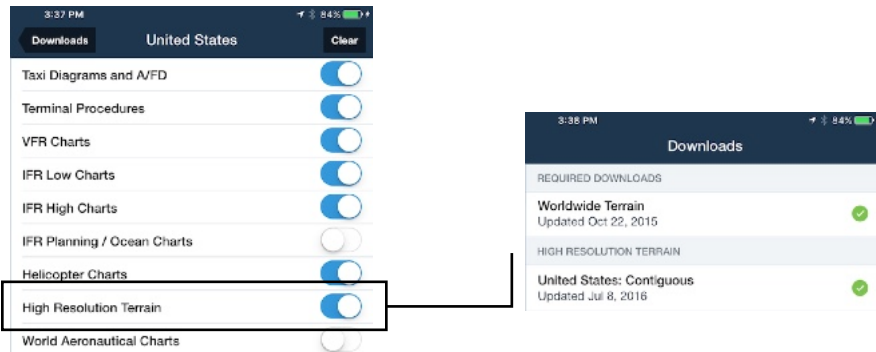 3:37 PM 84%
Downloads United States Clear
Taxi Diagrams and A/FD
Terminal Procedures
VFR Charts
IFR Low Charts
IFR High Charts
IFR Planning / Ocean Charts
Helicopter Charts
High Resolution Terrain
World Aeronautical Charts
3:38 PM 84%
Downloads
REQUIRED DOWNLOADS
Worldwide Terrain
Updated Oct 22, 2015
HIGH RESOLUTION TERRAIN
United States: Contiguous
Updated Jul 8, 2016